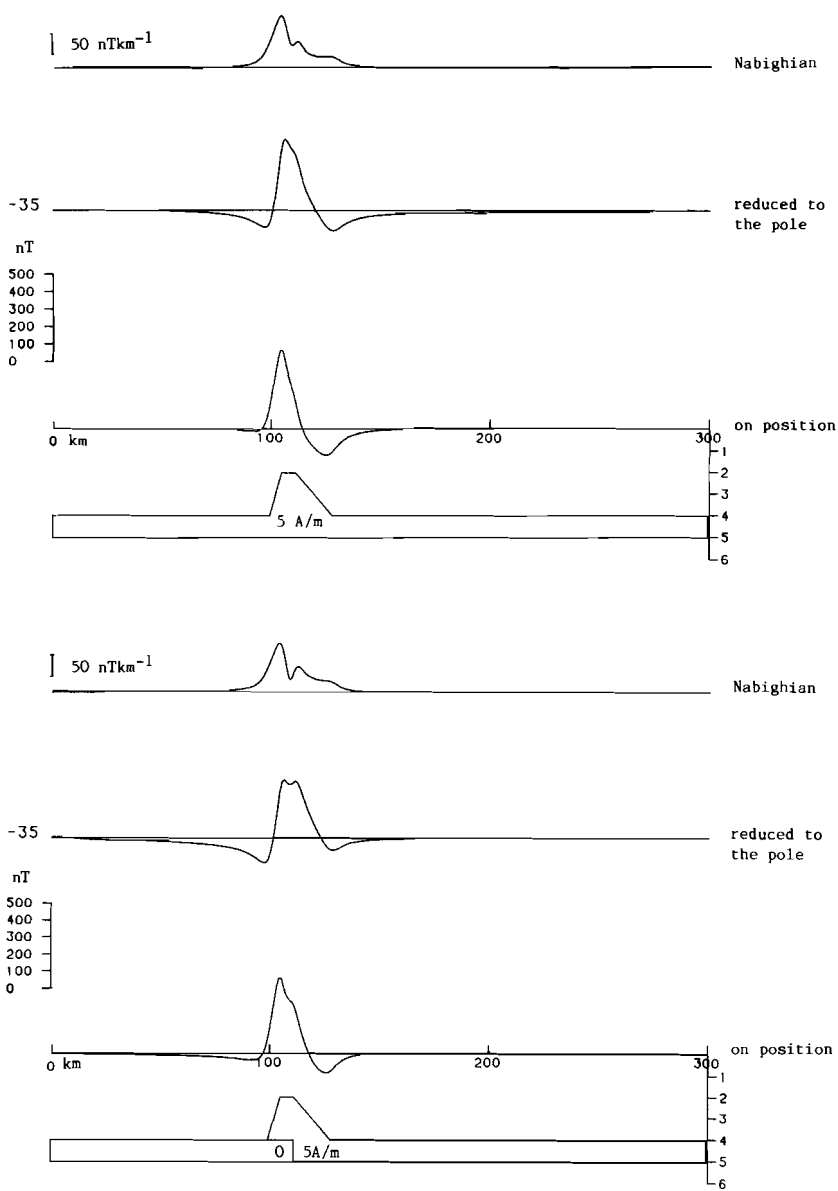 50 nTkm-1
Nabighian
-35
reduced to
the pole
nT
500
400
300
200
100
0
on position
0 km
100
200
300
1
2
3
4
5
6
5 A/m
50 nTkm-1
Nabighian
-35
reduced to
the pole
nT
500
400
300
200
100
0
on position
0 km
100
200
300
1
2
3
4
5
6
0
5A/m